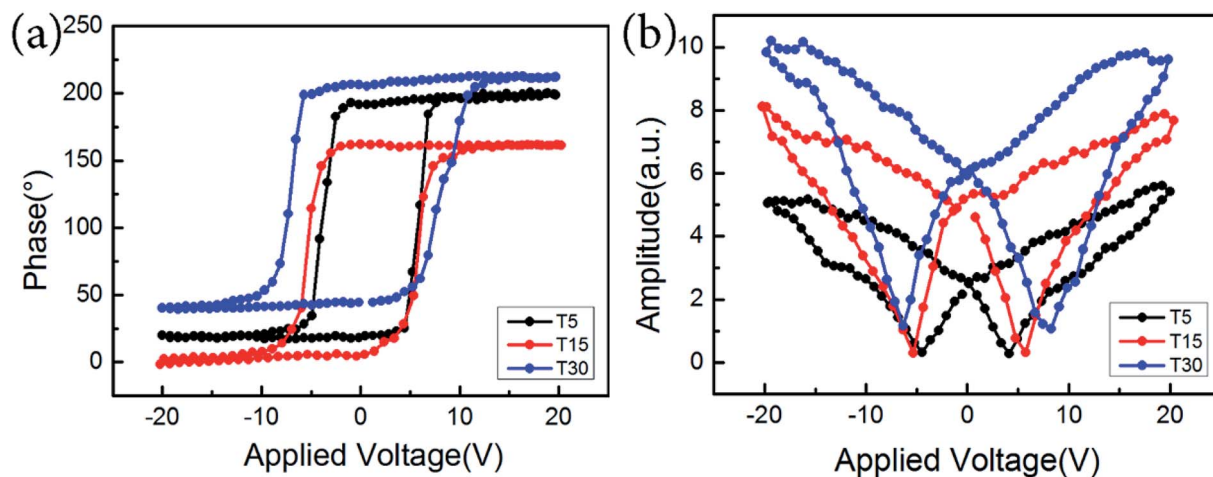 (a)
250
200
150
100
50
0
Phase(°)
-20 -10 0 10 20
Applied Voltage(V)
T5
T15
T30
(b)
10
8
6
4
2
0
Amplitude(a.u.)
-20 -10 0 10 20
Applied Voltage(V)
T5
T15
T30